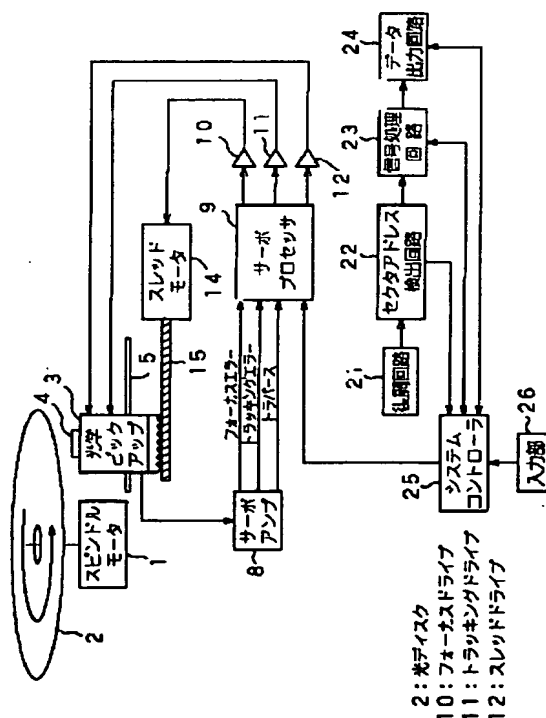 2
4
3
光学
ピック
アップ
スピンドル
モータ
1
5
15
スレッド
モータ
14
10
11
12
9
サーボ
プロセッサ
フォーカスエラー
トラッキングエラー
トラバース
サーボ
アンプ
8
21
復調回路
22
セクタアドレス
検出回路
23
信号処理
回路
24
データ
出力回路
25
システム
コントローラ
26
入力部
2:光ディスク
10:フォーカスドライブ
11:トラッキングドライブ
12:スレッドドライブ